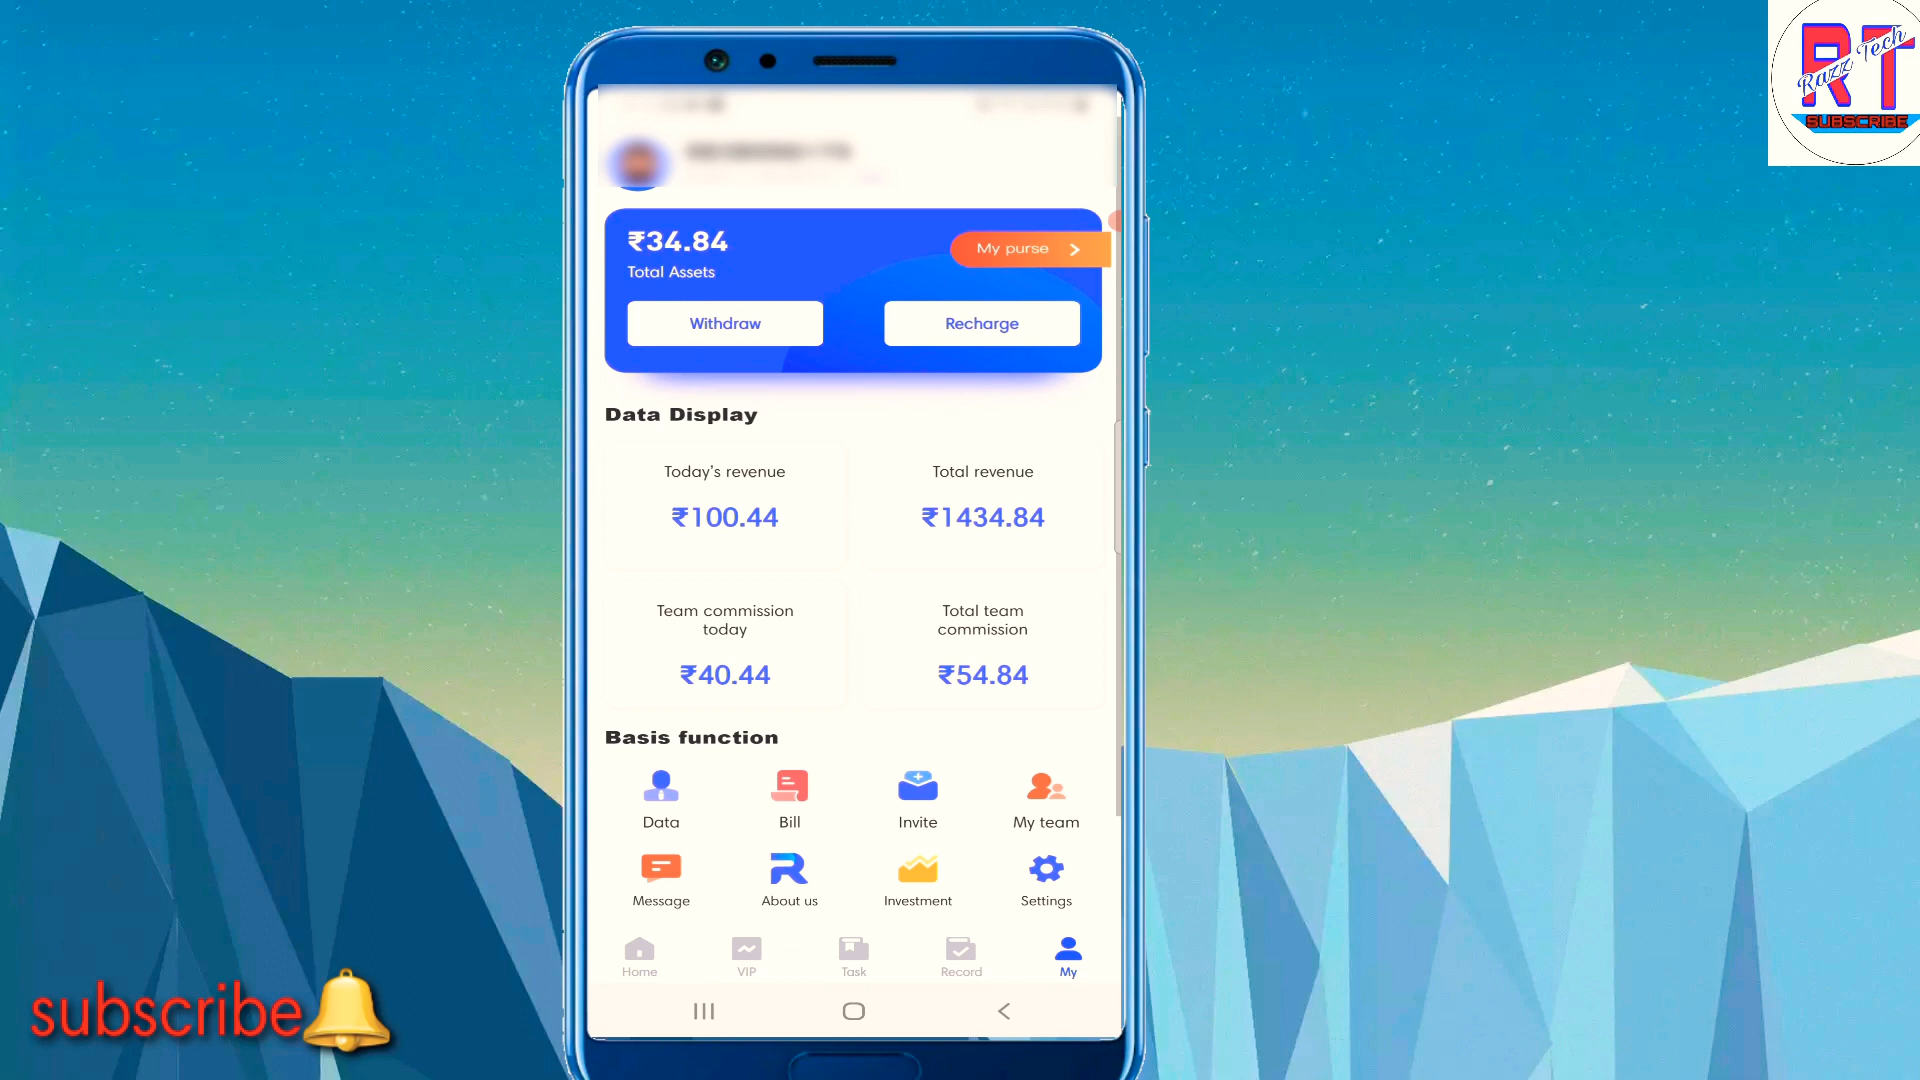 RT
Razz Tech
SUBSCRIBE
₹34.84
My purse
Total Assets
Withdraw
Recharge
Data Display
Today's revenue
Total revenue
₹100.44
₹1434.84
Team commission
today
Total team
commission
₹40.44
₹54.84
Basis function
Data
Bill
Invite
My team
Message
About us
Investment
Settings
Home
VIP
Task
Record
My
subscribe